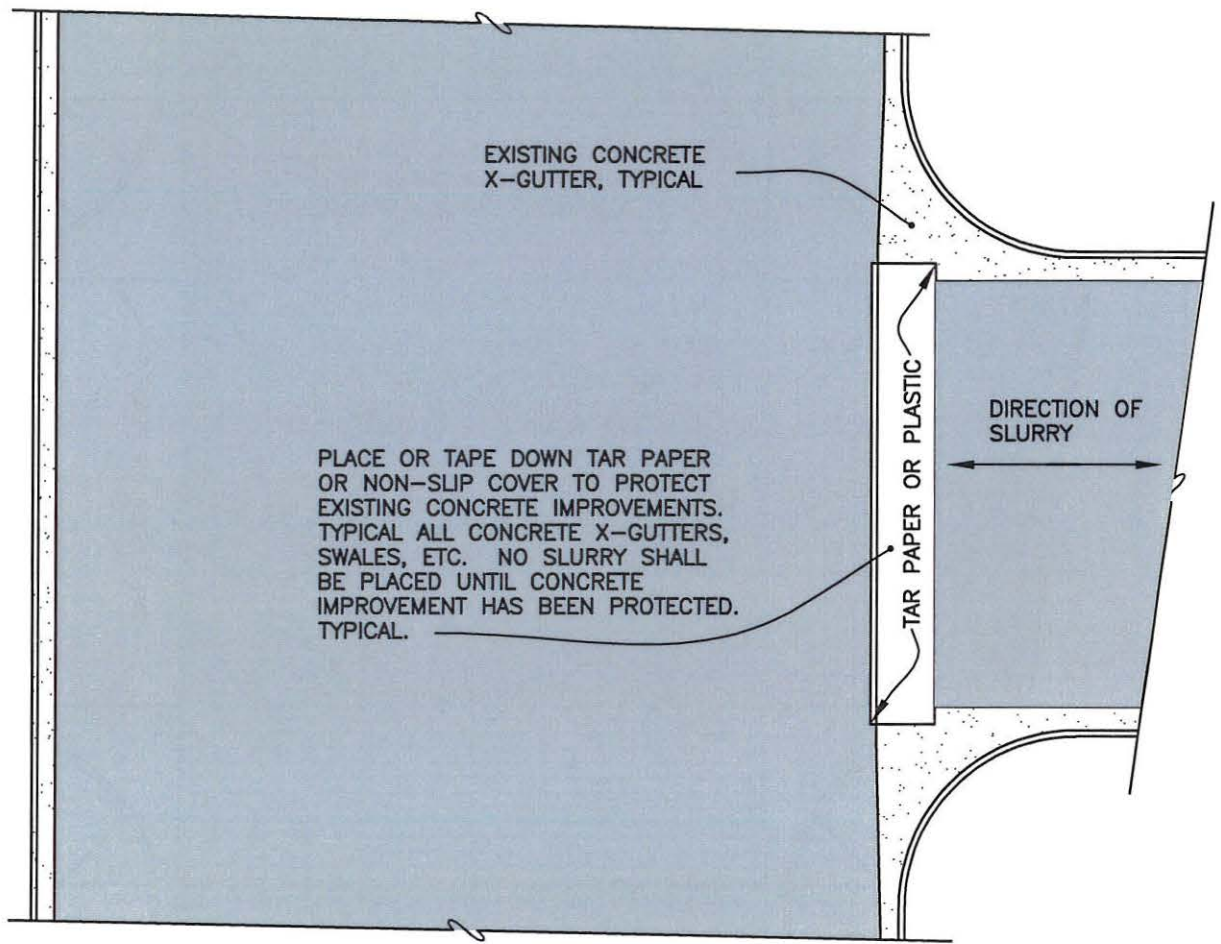 EXISTING CONCRETE
X-GUTTER, TYPICAL
PLACE OR TAPE DOWN TAR PAPER
OR NON-SLIP COVER TO PROTECT
EXISTING CONCRETE IMPROVEMENTS.
TYPICAL ALL CONCRETE X-GUTTERS,
SWALES, ETC. NO SLURRY SHALL
BE PLACED UNTIL CONCRETE
IMPROVEMENT HAS BEEN PROTECTED.
TYPICAL.
TAR PAPER OR PLASTIC
DIRECTION OF
SLURRY